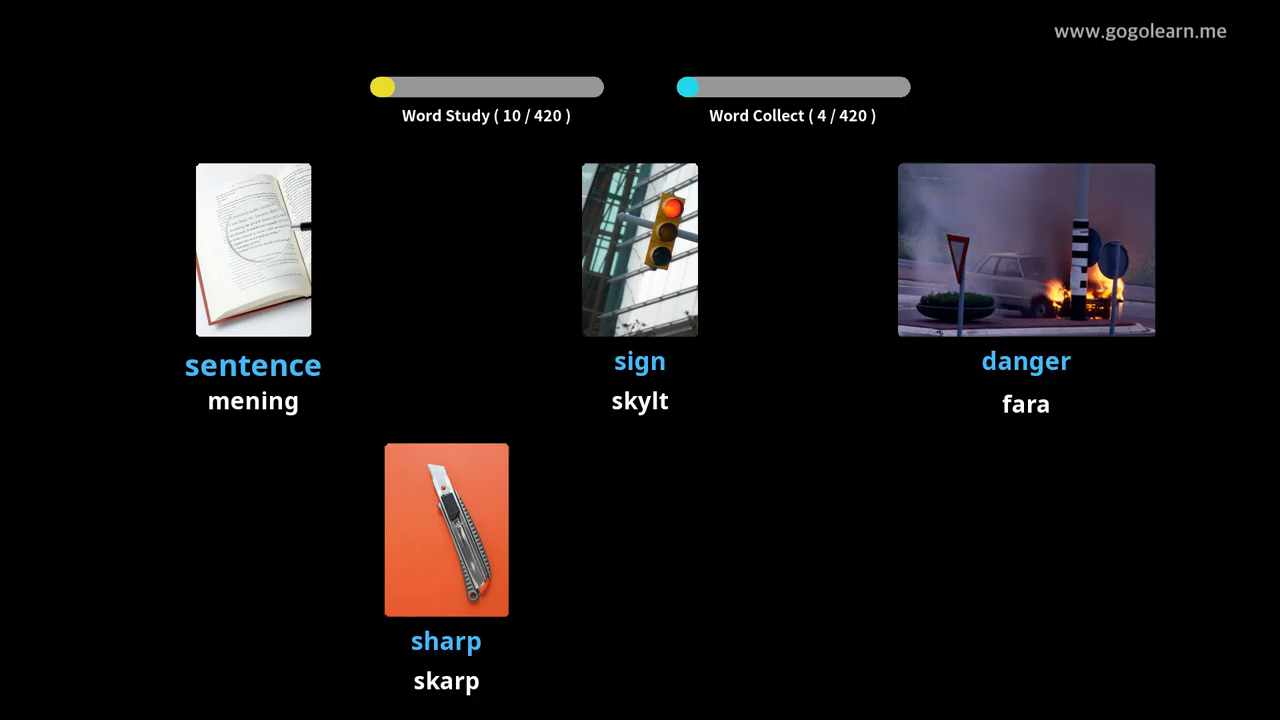 www.gogolearn.me
Word Study ( 10 / 420 )
Word Collect ( 4 / 420 )
sentence
mening
sign
skylt
danger
fara
sharp
skarp